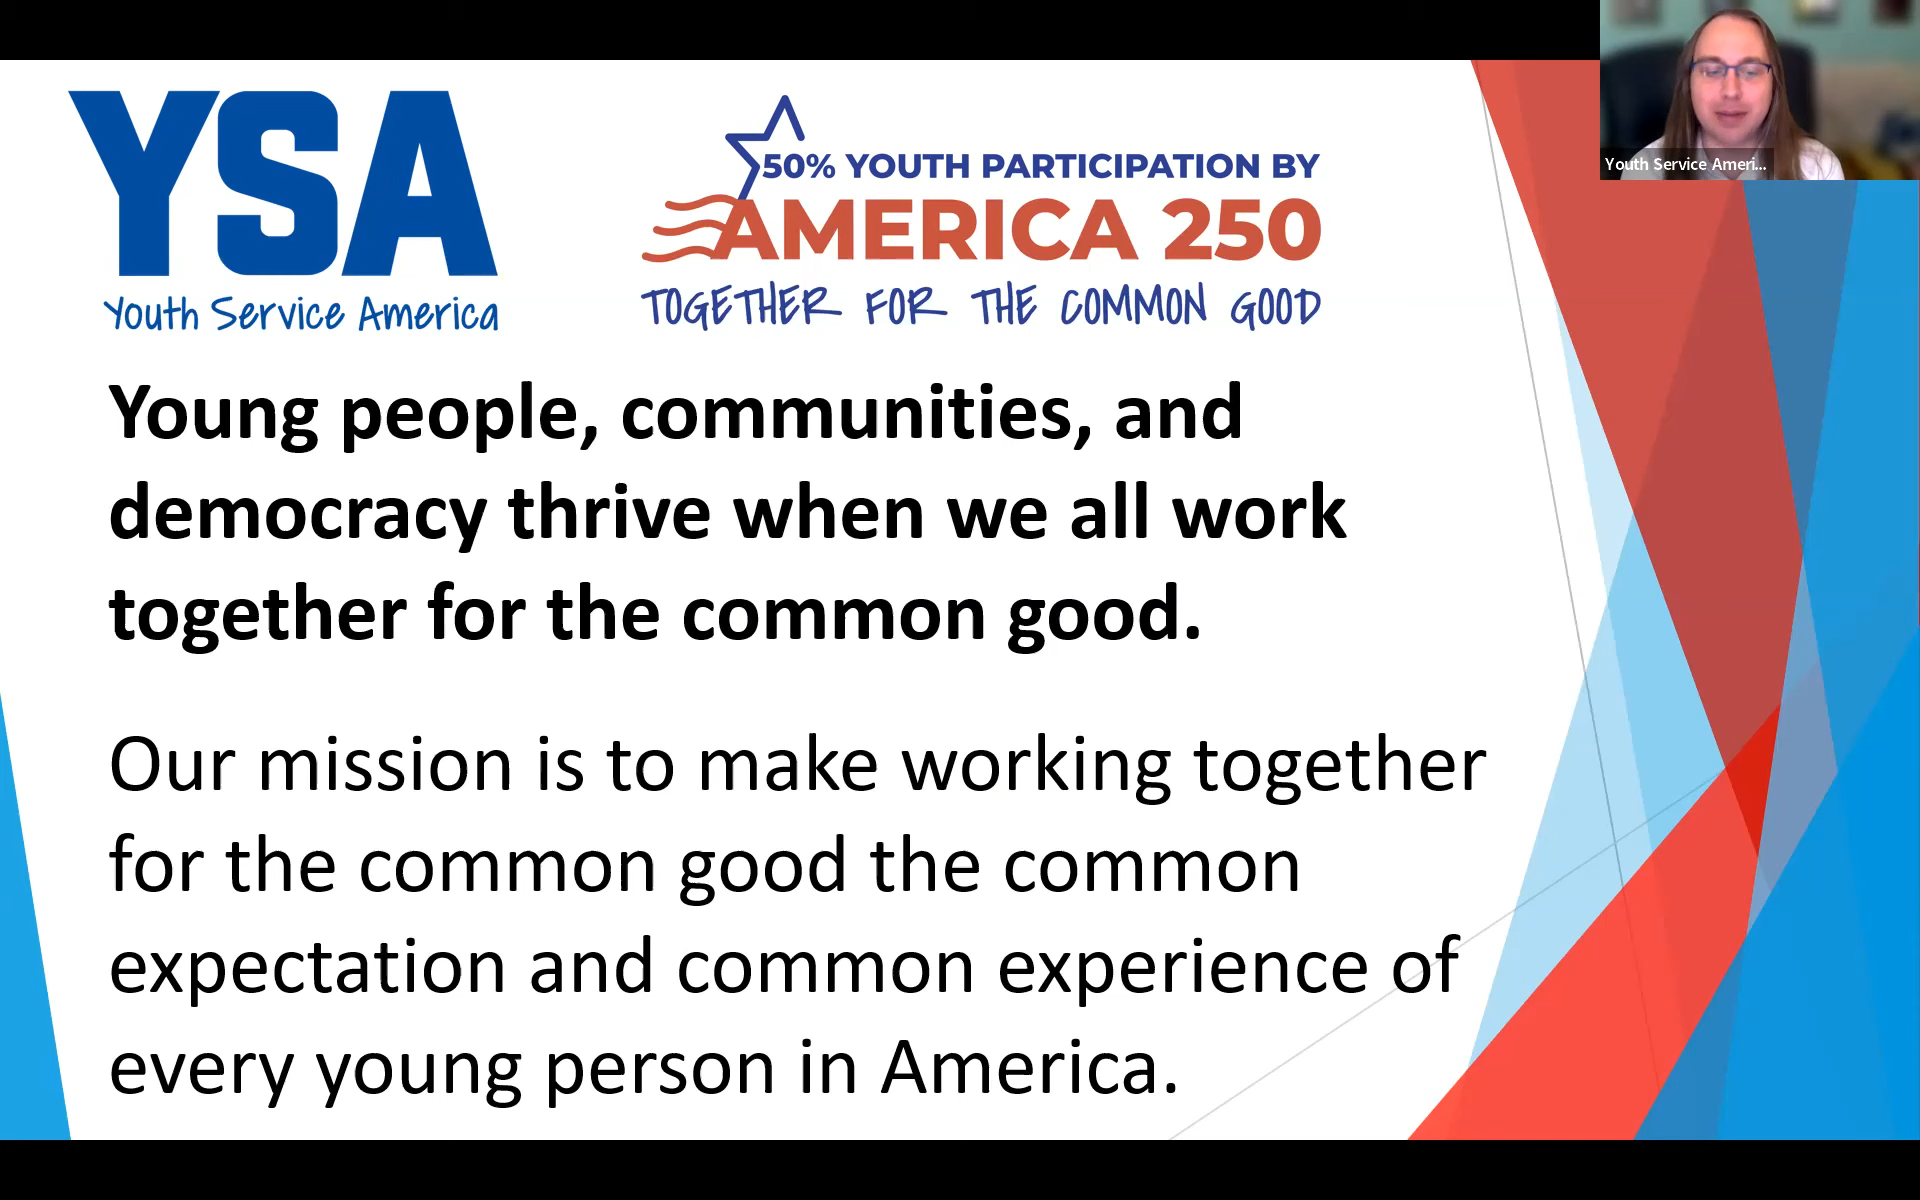 YSA
Youth Service America
50% YOUTH PARTICIPATION BY
AMERICA 250
TOGETHER FOR THE COMMON GOOD
Youth Service Ameri...
Young people, communities, and
democracy thrive when we all work
together for the common good.
Our mission is to make working together
for the common good the common
expectation and common experience of
every young person in America.